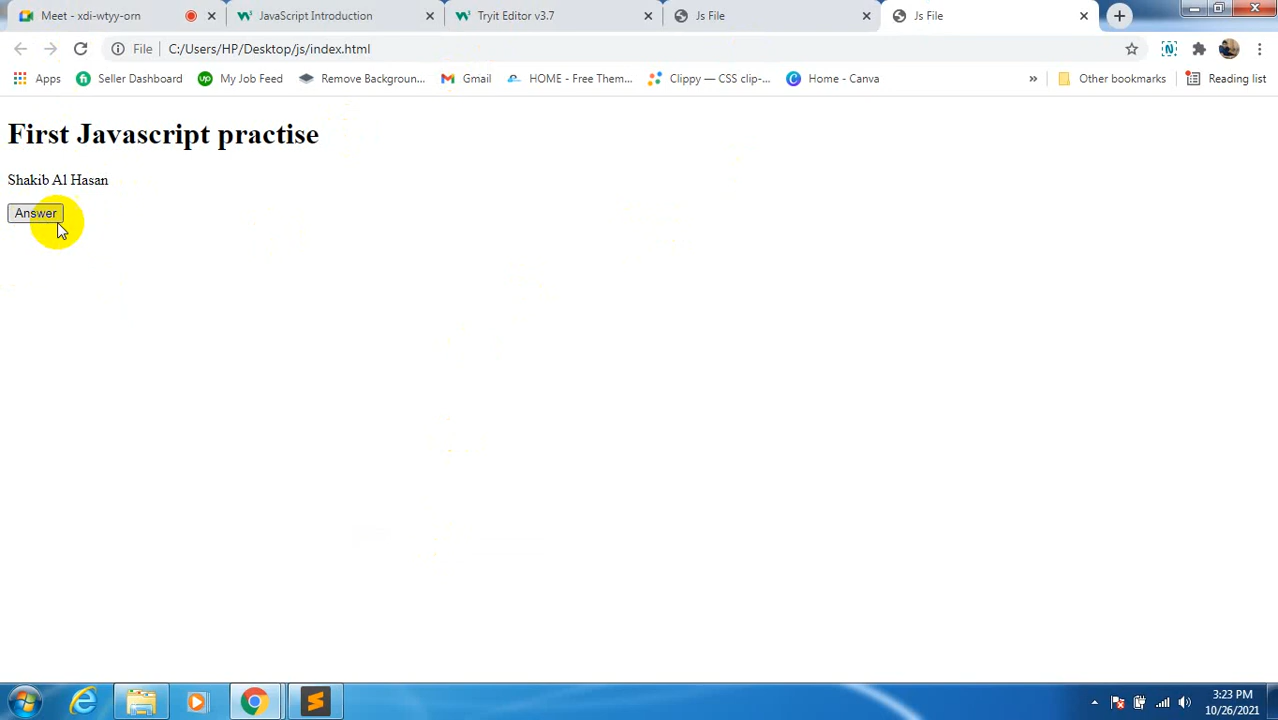 Meet - xdi-wtyy-orn
JavaScript Introduction
Tryit Editor v3.7
Js File
Js File
File
C:/Users/HP/Desktop/js/index.html
Apps
Seller Dashboard
up
My Job Feed
Remove Backgroun...
Gmail
HOME - Free Them...
Clippy — CSS clip-...
Home - Canva
»
Other bookmarks
Reading list
First Javascript practise
Shakib Al Hasan
Answer
3:23 PM
10/26/2021